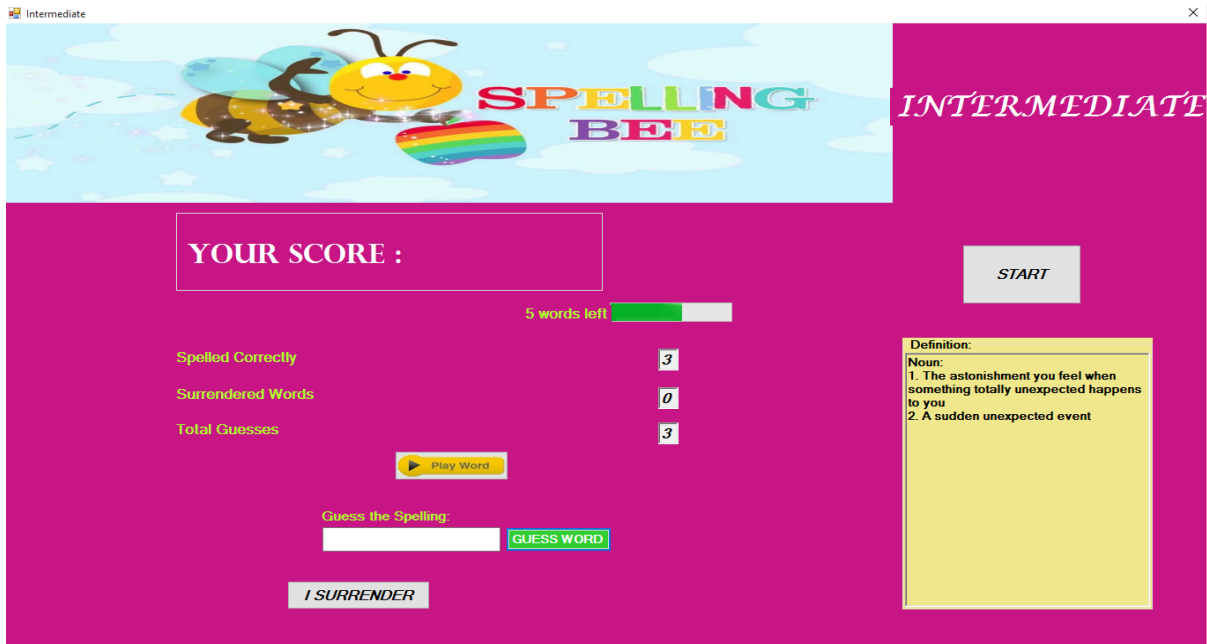 Intermediate
SPELLING
BEE
INTERMEDIATE
YOUR SCORE :
START
5 words left
Spelled Correctly
3
Surrendered Words
0
Total Guesses
3
Play Word
Guess the Spelling:
GUESS WORD
I SURRENDER
Definition:
Noun:
1. The astonishment you feel when
something totally unexpected happens
to you
2. A sudden unexpected event